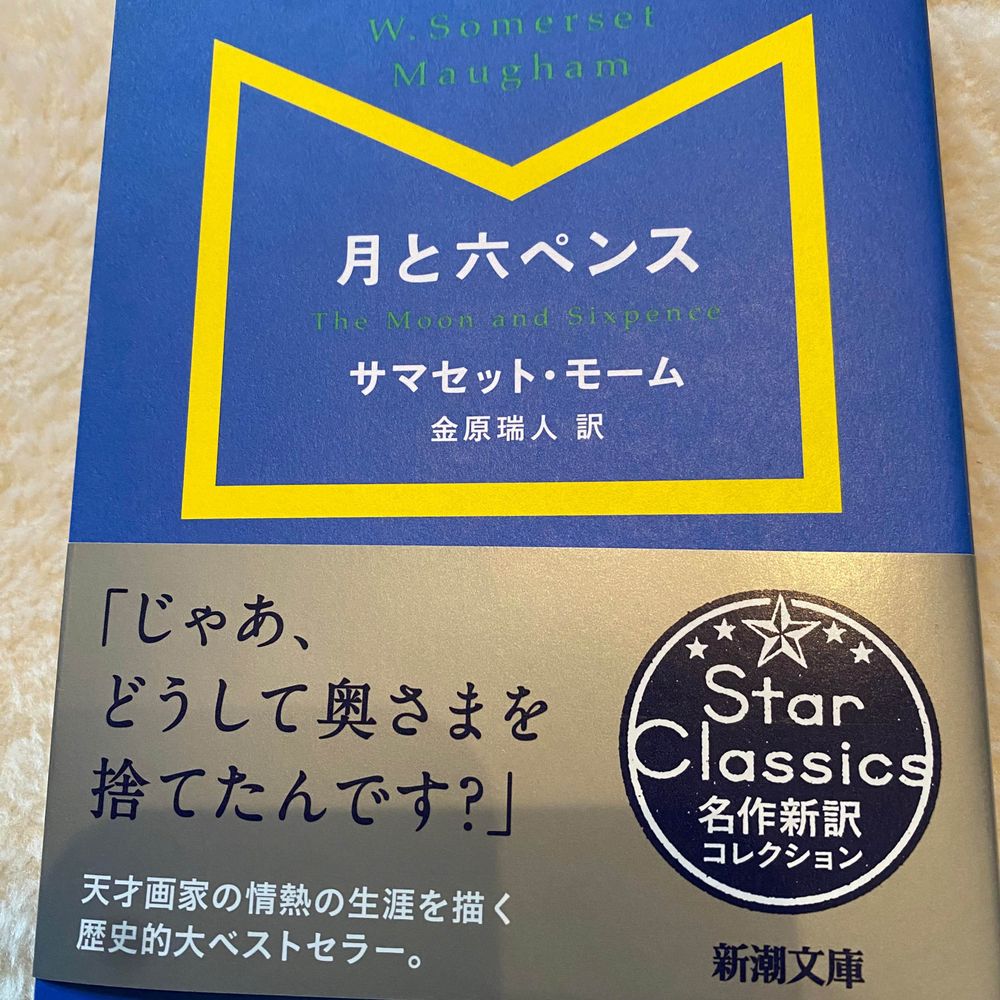 W. Somerset
Maugham
月と六ペンス
The Moon and Sixpence
サマセット・モーム
金原瑞人 訳
「じゃあ、
どうして奥さまを
捨てたんです?」
天才画家の情熱の生涯を描く
歴史的大ベストセラー。
Star
Classics
名作新訳
コレクション
新潮文庫